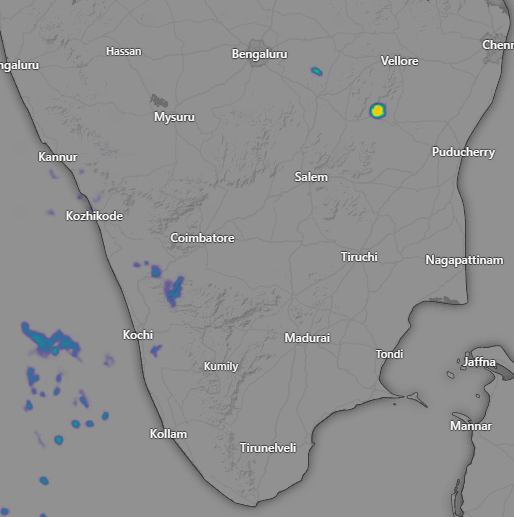 Hassan
Bengaluru
Chenn
ngaluru
Vellore
Mysuru
Kannur
Puducherry
Salem
Kozhikode
Coimbatore
Tiruchi
Nagapattinam
Kochi
Madurai
Tondi
Kumily
Jaffna
Kollam
Mannar
Tirunelveli